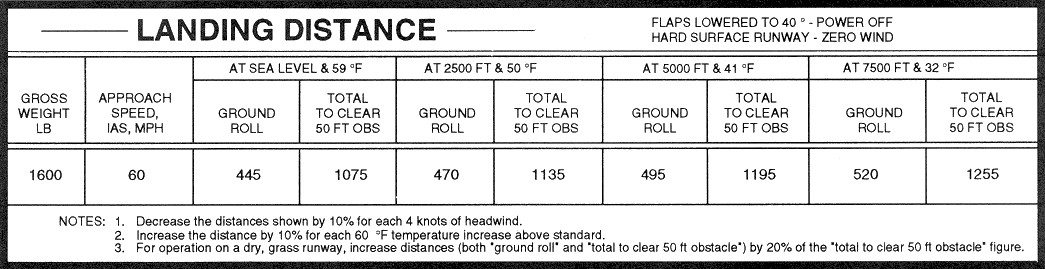 LANDING DISTANCE
FLAPS LOWERED TO 40 ° - POWER OFF
HARD SURFACE RUNWAY - ZERO WIND
AT SEA LEVEL & 59 °F AT 2500 FT & 50 °F AT 5000 FT & 41 °F AT 7500 FT & 32 °F
GROSS WEIGHT LB APPROACH SPEED, IAS, MPH GROUND ROLL TOTAL TO CLEAR 50 FT OBS GROUND ROLL TOTAL TO CLEAR 50 FT OBS GROUND ROLL TOTAL TO CLEAR 50 FT OBS GROUND ROLL TOTAL TO CLEAR 50 FT OBS
1600 60 445 1075 470 1135 495 1195 520 1255
NOTES: 1. Decrease the distances shown by 10% for each 4 knots of headwind.
2. Increase the distance by 10% for each 60 °F temperature increase above standard.
3. For operation on a dry, grass runway, increase distances (both "ground roll" and "total to clear 50 ft obstacle") by 20% of the "total to clear 50 ft obstacle" figure.